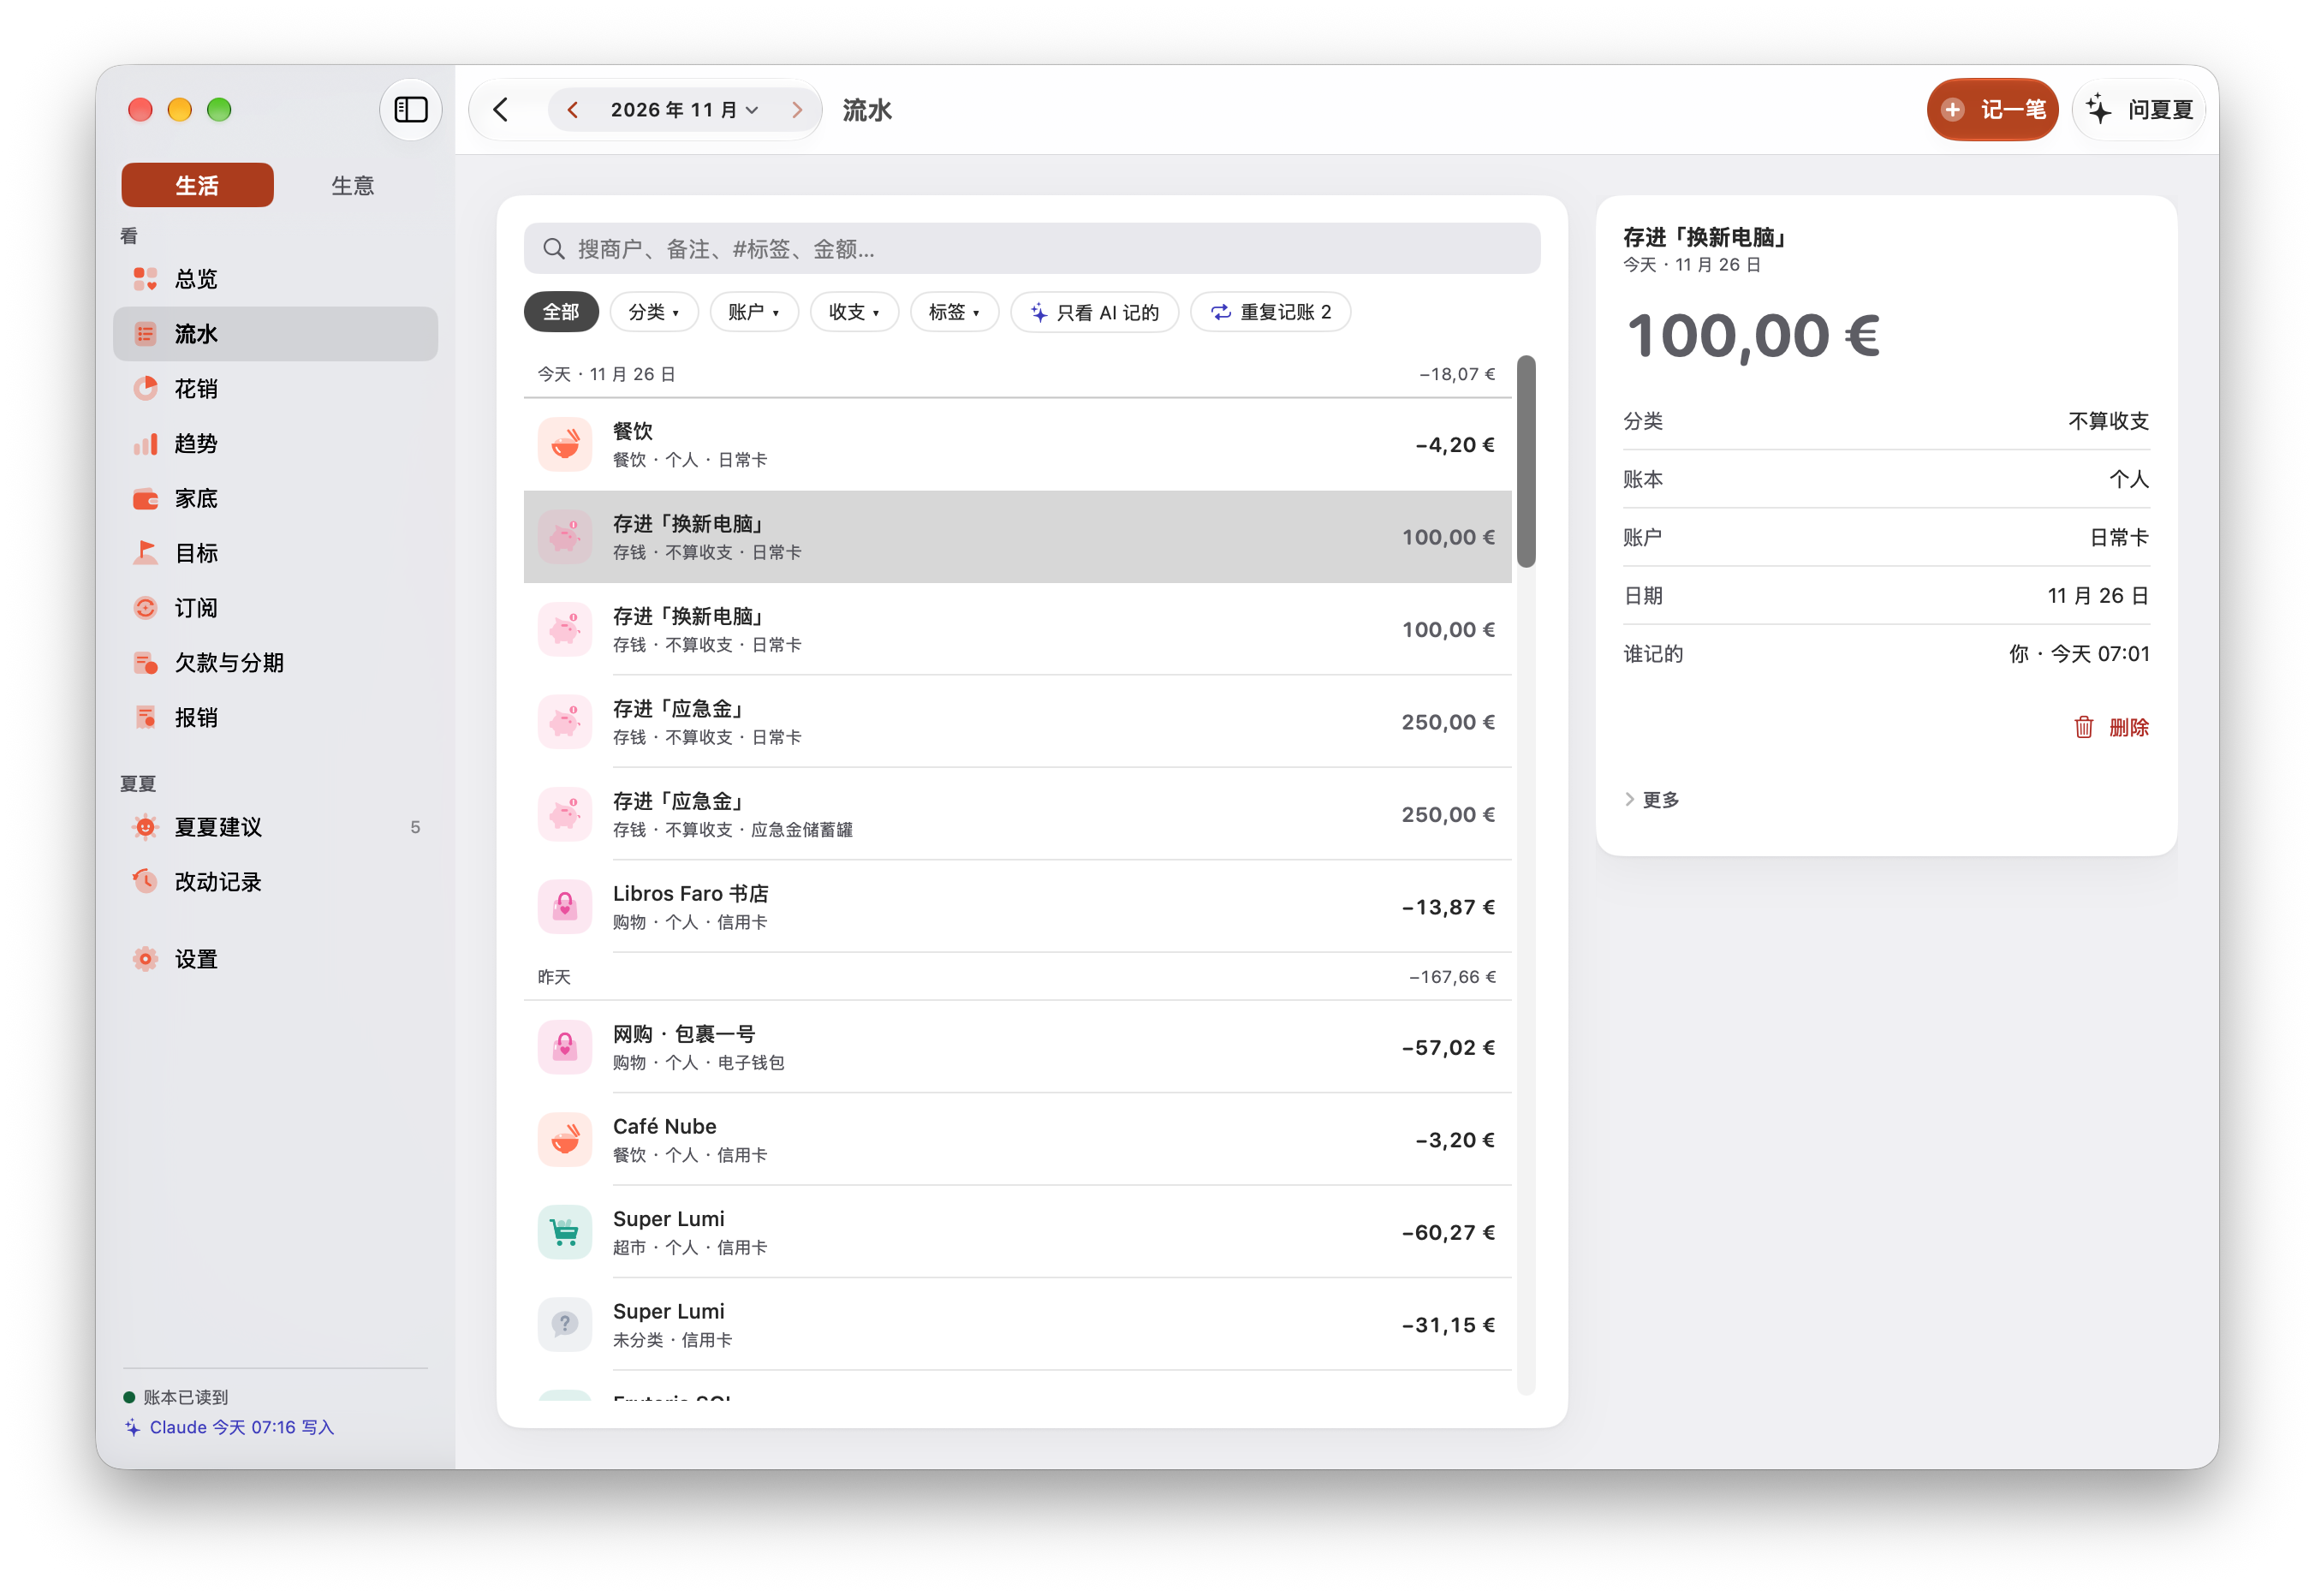 2026 年 11 月
流水
记一笔
问夏夏
生活
生意
看
总览
流水
花销
趋势
家底
目标
订阅
欠款与分期
报销
夏夏
夏夏建议
5
改动记录
设置
账本已读到
Claude 今天 07:16 写入
搜商户、备注、#标签、金额...
全部
分类
账户
收支
标签
只看 AI 记的
重复记账 2
今天 · 11 月 26 日
−18,07 €
餐饮
餐饮 · 个人 · 日常卡
−4,20 €
存进「换新电脑」
存钱 · 不算收支 · 日常卡
100,00 €
存进「换新电脑」
存钱 · 不算收支 · 日常卡
100,00 €
存进「应急金」
存钱 · 不算收支 · 日常卡
250,00 €
存进「应急金」
存钱 · 不算收支 · 应急金储蓄罐
250,00 €
Libros Faro 书店
购物 · 个人 · 信用卡
−13,87 €
昨天
−167,66 €
网购 · 包裹一号
购物 · 个人 · 电子钱包
−57,02 €
Café Nube
餐饮 · 个人 · 信用卡
−3,20 €
Super Lumi
超市 · 个人 · 信用卡
−60,27 €
Super Lumi
未分类 · 信用卡
−31,15 €
存进「换新电脑」
今天 · 11 月 26 日
100,00 €
分类
不算收支
账本
个人
账户
日常卡
日期
11 月 26 日
谁记的
你 · 今天 07:01
删除
更多